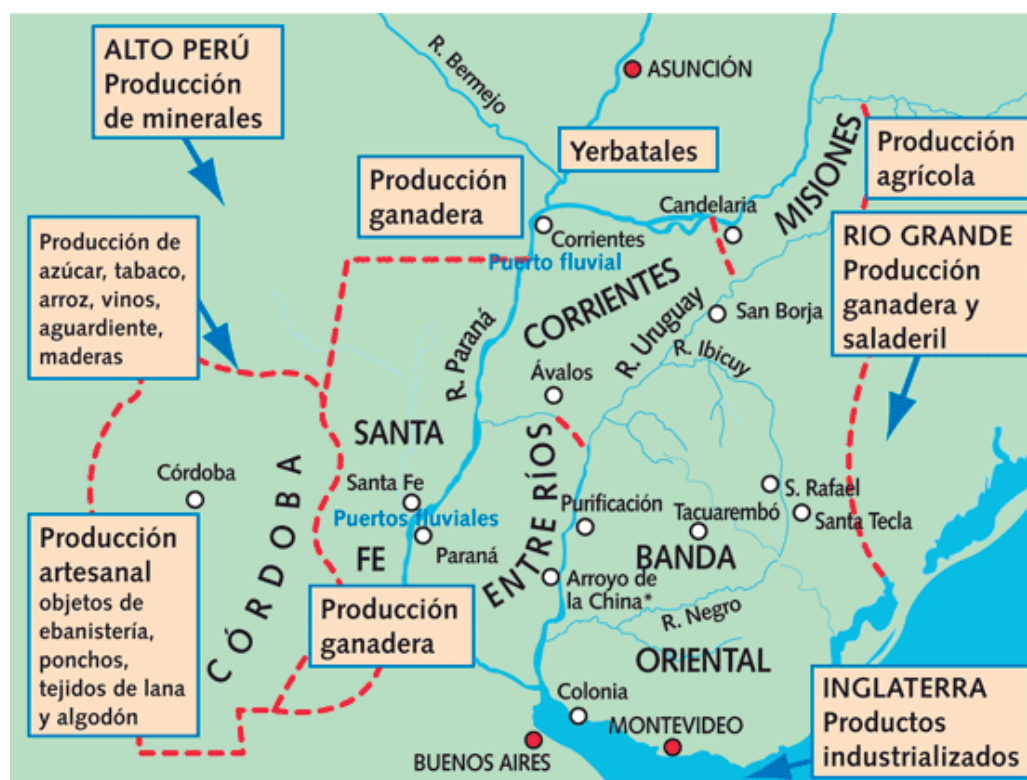 ALTO PERÚ
Producción
de minerales
R. Bermejo
ASUNCIÓN
Yerbatales
Producción
ganadera
MISIONES
Producción
agrícola
Candelaria
Corrientes
Puerto fluvial
RIO GRANDE
Producción
ganadera y
saladeril
Producción de
azúcar, tabaco,
arroz, vinos,
aguardiente,
maderas
CORRIENTES
R. Paraná
R. Uruguay
San Borja
R. Ibicuy
Ávalos
SANTA
FE
Córdoba
CÓRDOBA
Santa Fe
Puertos fluviales
Paraná
ENTRE RÍOS
Purificación
Tacuarembó
S. Rafael
Santa Tecla
BANDA
ORIENTAL
Arroyo de
la China*
R. Negro
Producción
artesanal
objetos de
ebanistería,
ponchos,
tejidos de lana
y algodón
Producción
ganadera
Colonia
MONTEVIDEO
BUENOS AIRES
INGLATERRA
Productos
industrializados